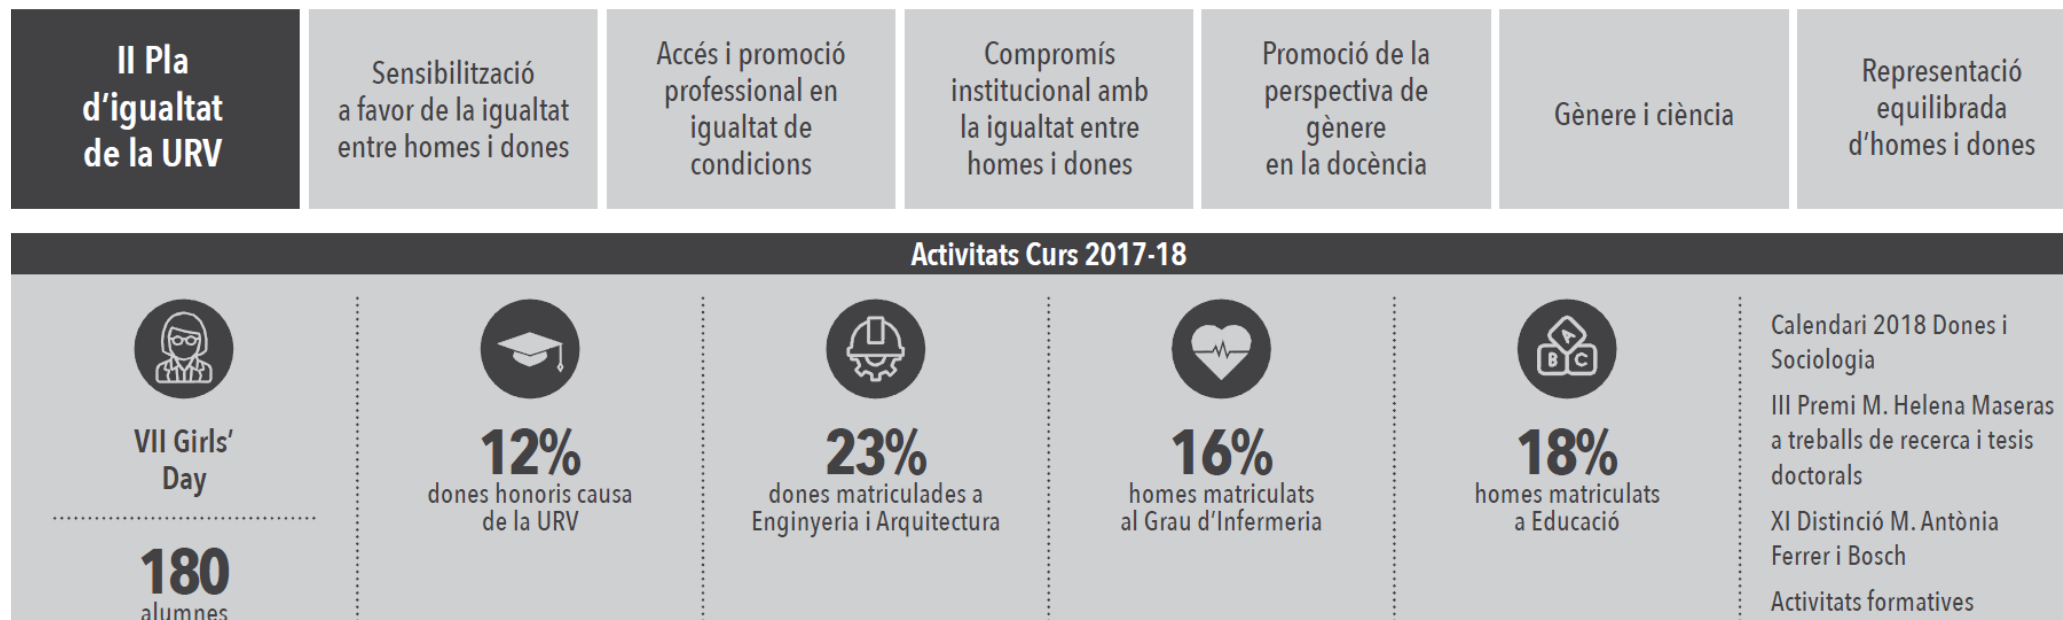 II Pla
d’igualtat
de la URV
Sensibilització
a favor de la igualtat
entre homes i dones
Accés i promoció
professional en
igualtat de
condicions
Compromís
institucional amb
la igualtat entre
homes i dones
Promoció de la
perspectiva de
gènere
en la docència
Gènere i ciència
Representació
equilibrada
d’homes i dones
Activitats Curs 2017-18
VII Girls’
Day
180
alumnes
12%
dones honoris causa
de la URV
23%
dones matriculades a
Enginyeria i Arquitectura
16%
homes matriculats
al Grau d’Infermeria
A
B C
18%
homes matriculats
a Educació
Calendari 2018 Dones i
Sociologia
III Premi M. Helena Maseras
a treballs de recerca i tesis
doctorals
XI Distinció M. Antònia
Ferrer i Bosch
Activitats formatives